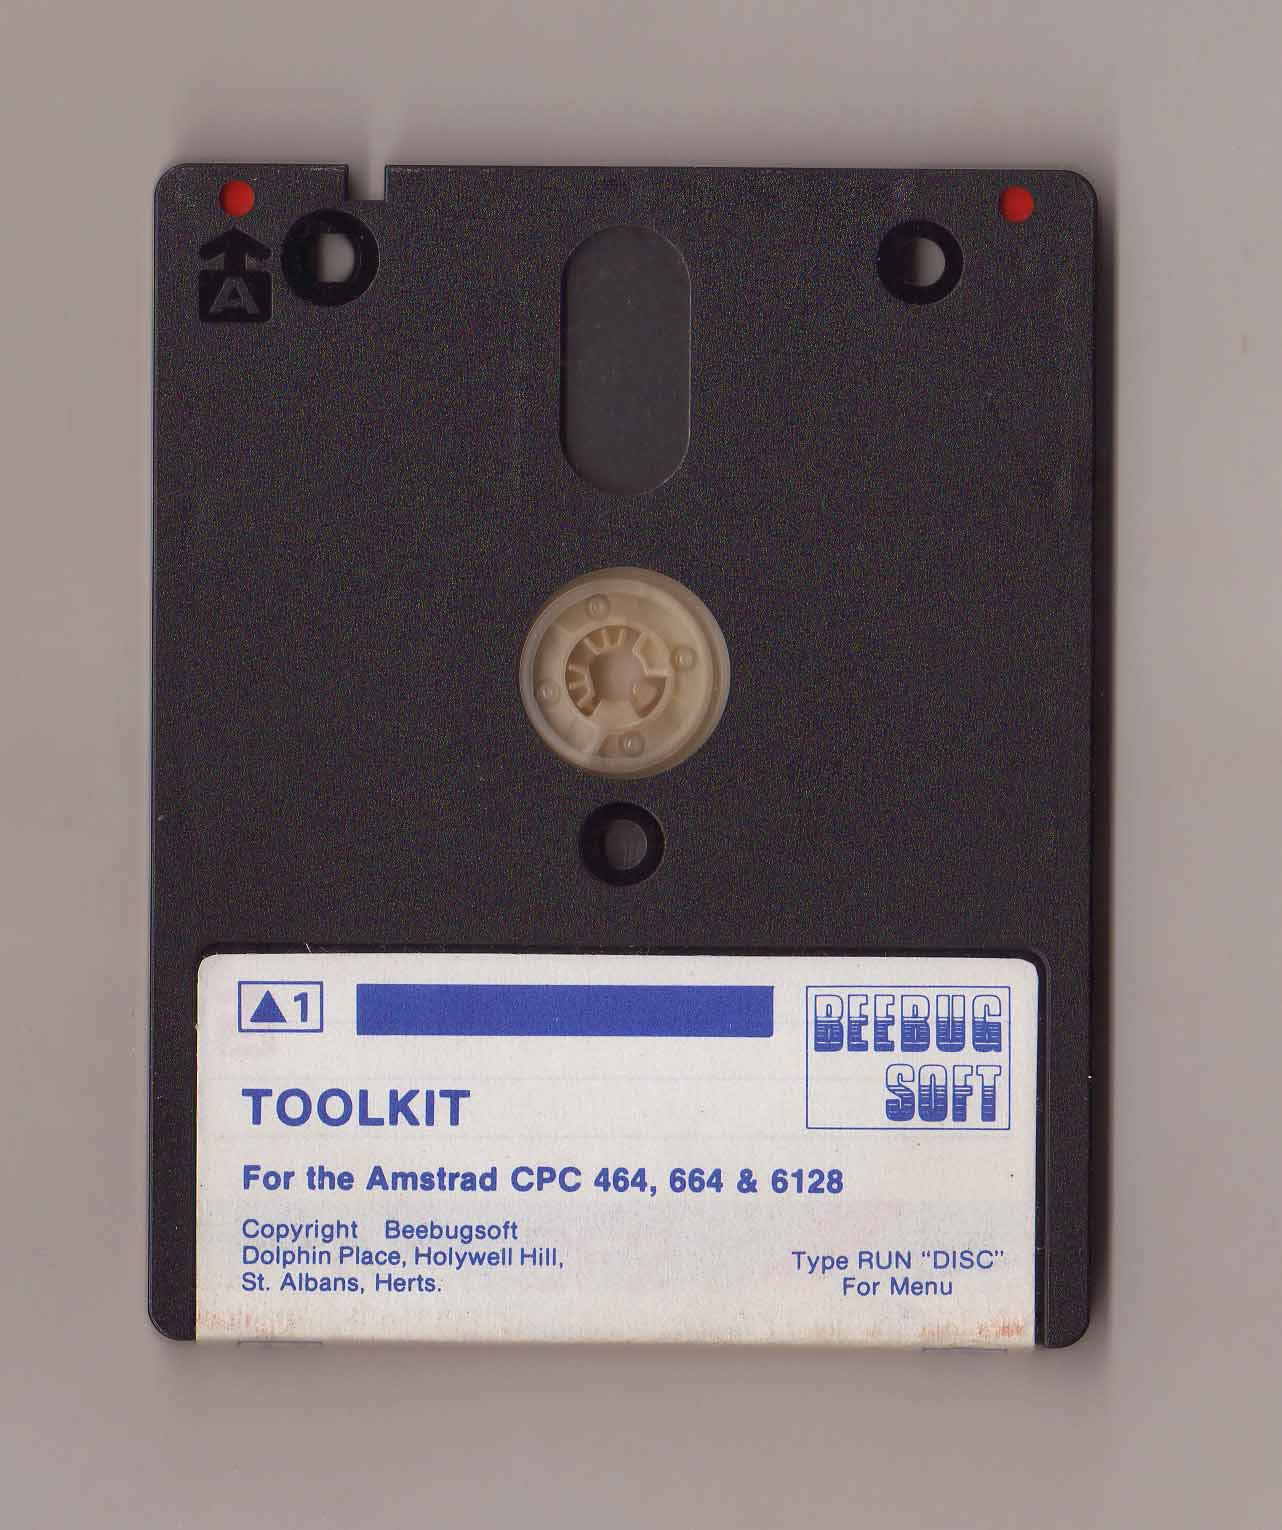 A
1
BEEBUG
SOFT
TOOLKIT
For the Amstrad CPC 464, 664 & 6128
Copyright Beebugsoft
Dolphin Place, Holywell Hill,
St. Albans, Herts.
Type RUN “DISC”
For Menu